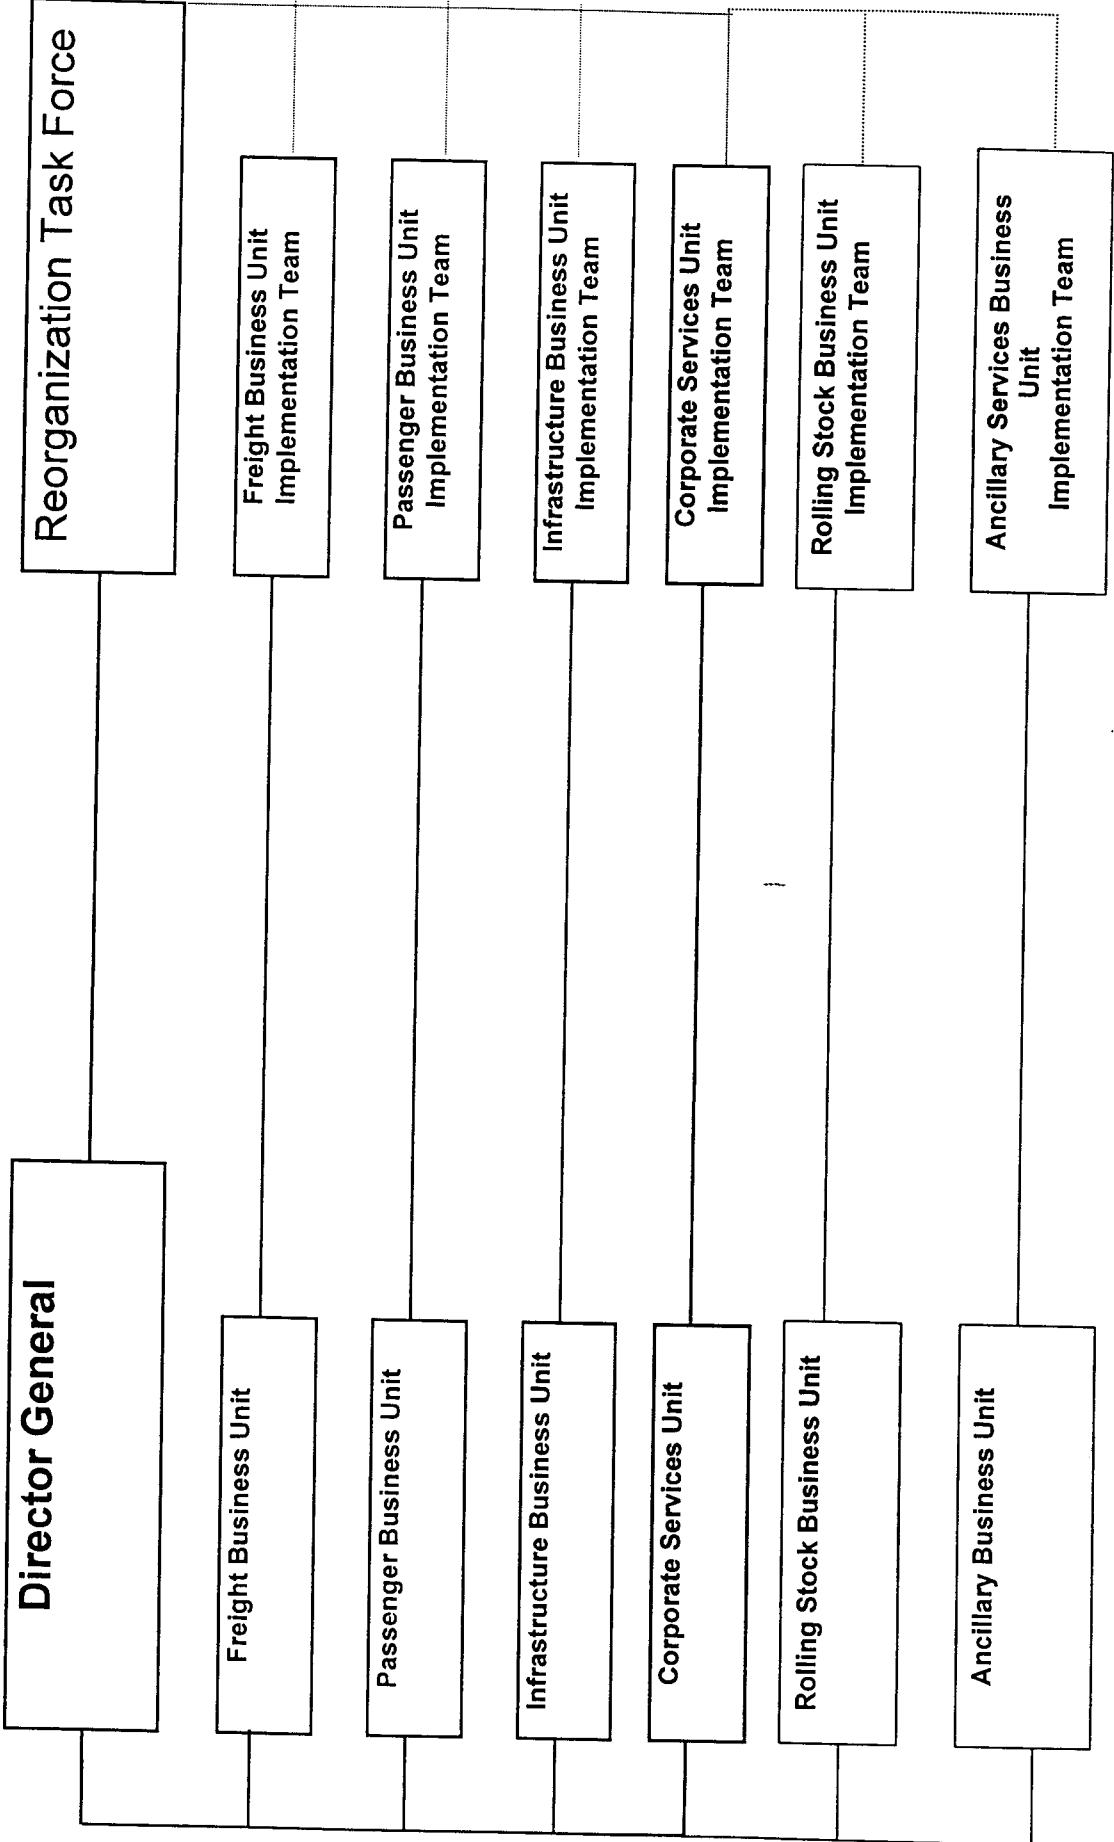 Director General
Reorganization Task Force
Freight Business Unit
Freight Business Unit
Implementation Team
Passenger Business Unit
Passenger Business Unit
Implementation Team
Infrastructure Business Unit
Infrastructure Business Unit
Implementation Team
Corporate Services Unit
Corporate Services Unit
Implementation Team
Rolling Stock Business Unit
Rolling Stock Business Unit
Implementation Team
Ancillary Business Unit
Ancillary Services Business
Unit
Implementation Team